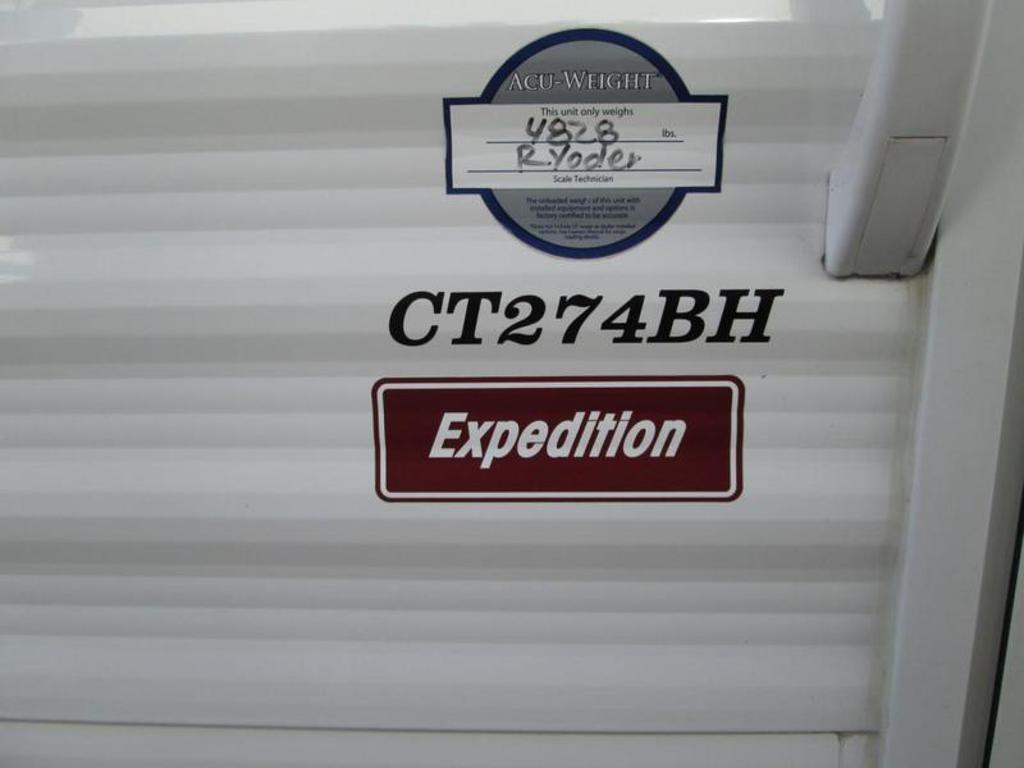 ACU-WEIGHT
This unit only weighs
4828 lbs.
R Yoder
Scale Technician
The unloaded weight of this unit with
installed equipment and options is
factory certified to be accurate.
CT274BH
Expedition